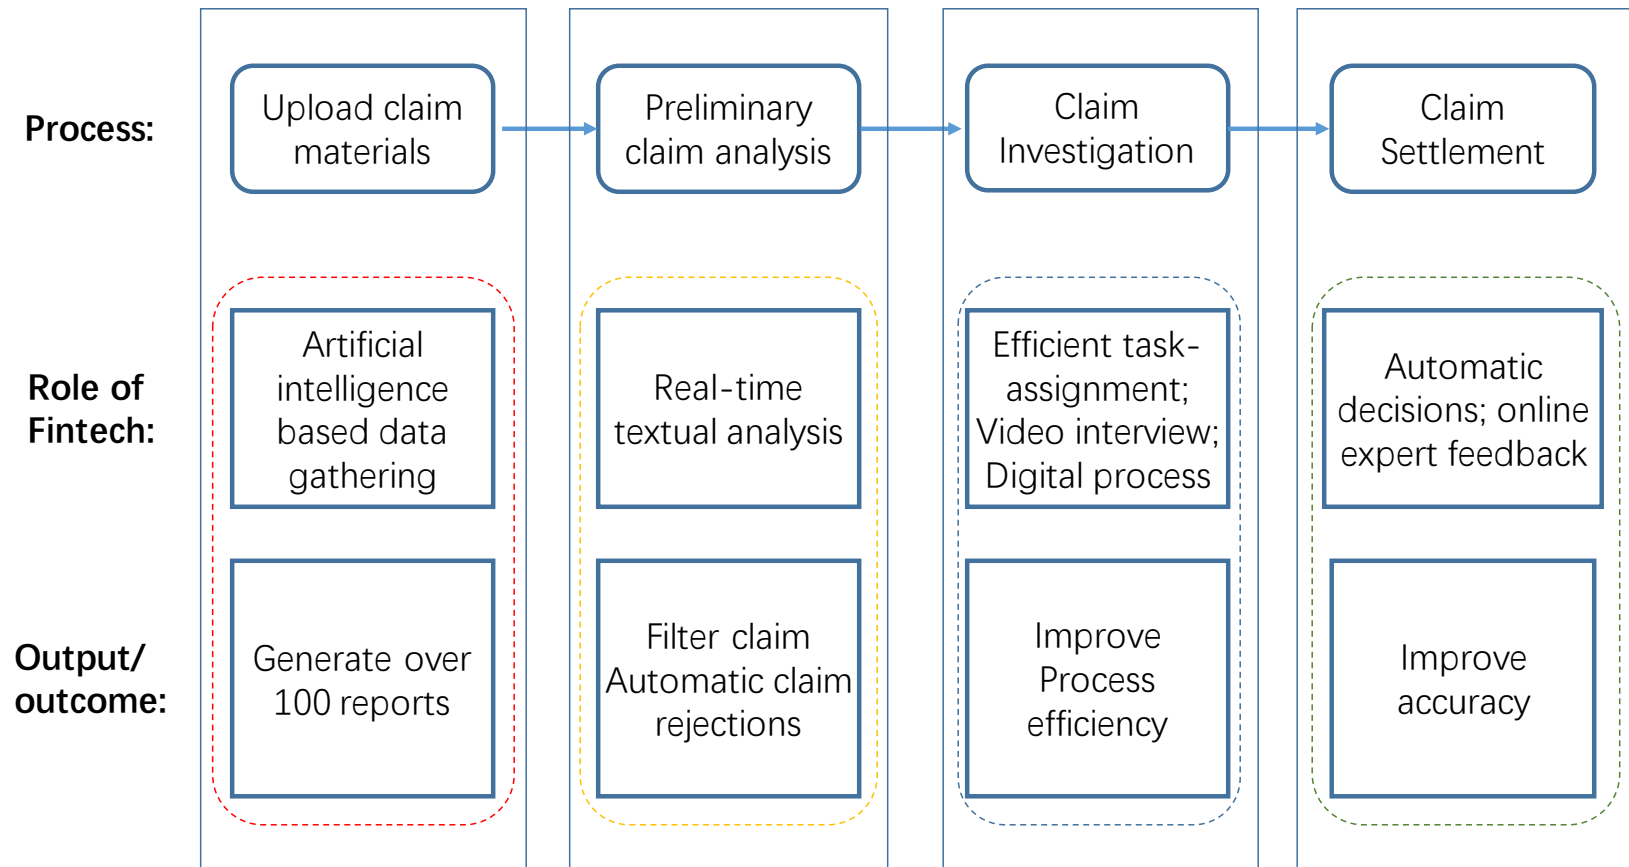 Process:
Upload claim
materials
Preliminary
claim analysis
Claim
Investigation
Claim
Settlement
Role of
Fintech:
Artificial
intelligence
based data
gathering
Real-time
textual analysis
Efficient task-
assignment;
Video interview;
Digital process
Automatic
decisions; online
expert feedback
Output/
outcome:
Generate over
100 reports
Filter claim
Automatic claim
rejections
Improve
Process
efficiency
Improve
accuracy